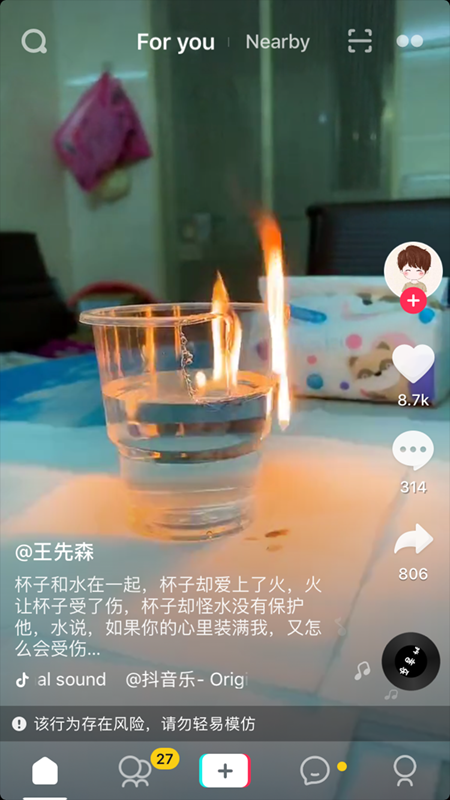 For you
Nearby
8.7k
314
806
@王先森
杯子和水在一起，杯子却爱上了火，火
让杯子受了伤，杯子却怪水没有保护
他，水说，如果你的心里装满我，又怎
么会受伤...
al sound @抖音乐- Origi
该行为存在风险，请勿轻易模仿
27